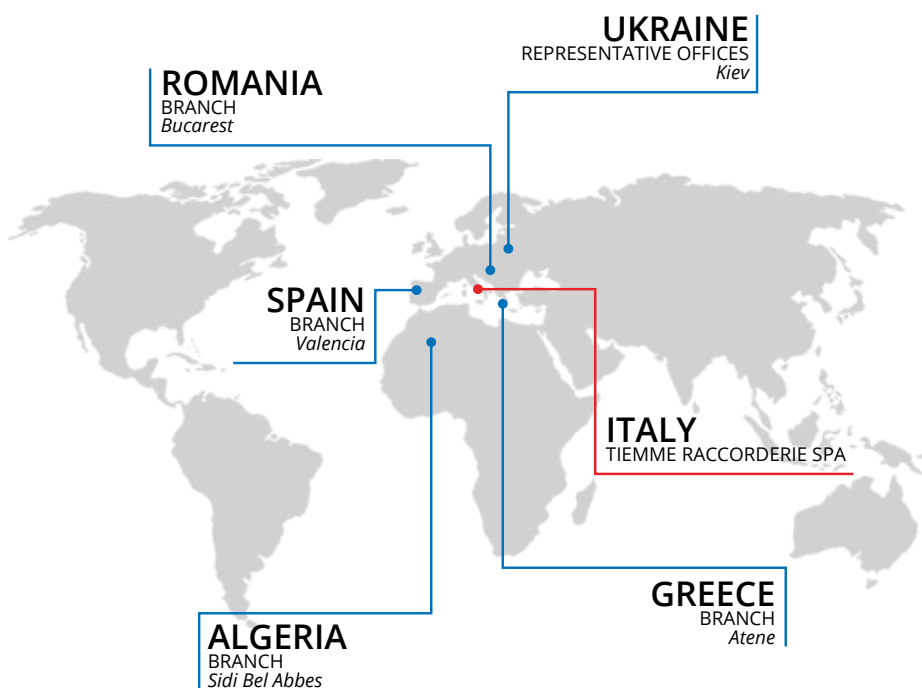 UKRAINE
REPRESENTATIVE OFFICES
Kiev
ROMANIA
BRANCH
Bucarest
SPAIN
BRANCH
Valencia
ITALY
TIEMME RACCORDERIE SPA
GREECE
BRANCH
Atene
ALGERIA
BRANCH
Sidi Bel Abbes